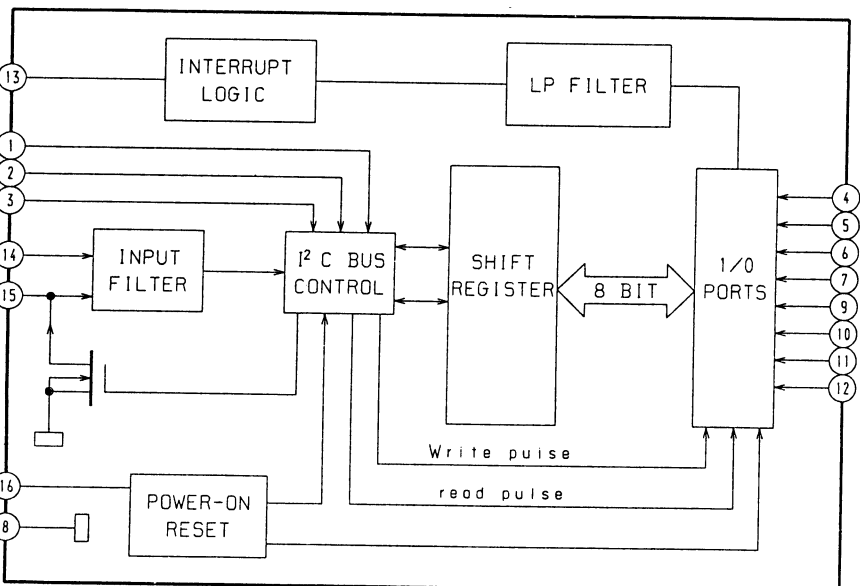 13
INTERRUPT
LOGIC
LP FILTER
1
2
3
14
15
INPUT
FILTER
I² C BUS
CONTROL
SHIFT
REGISTER
8 BIT
I/O
PORTS
4
5
6
7
9
10
11
12
Write pulse
read pulse
16
8
POWER-ON
RESET